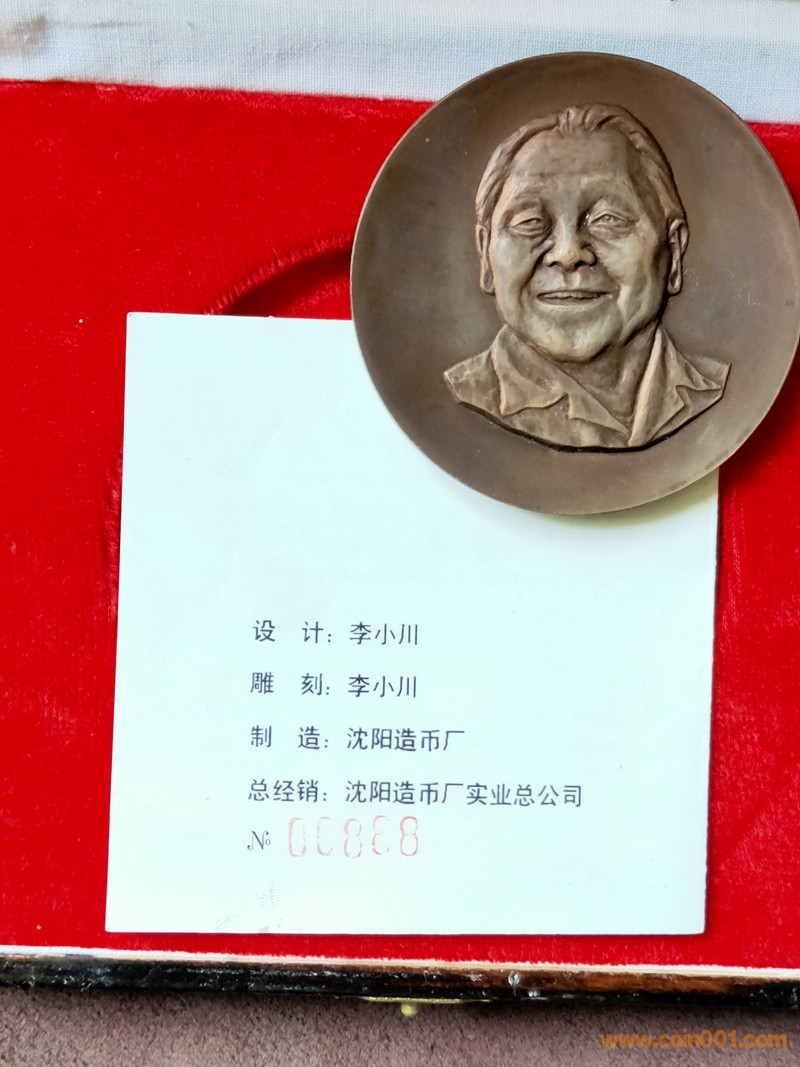 设 计：李小川
雕 刻：李小川
制 造：沈阳造币厂
总经销：沈阳造币厂实业总公司
№ 00888
www.coin001.com